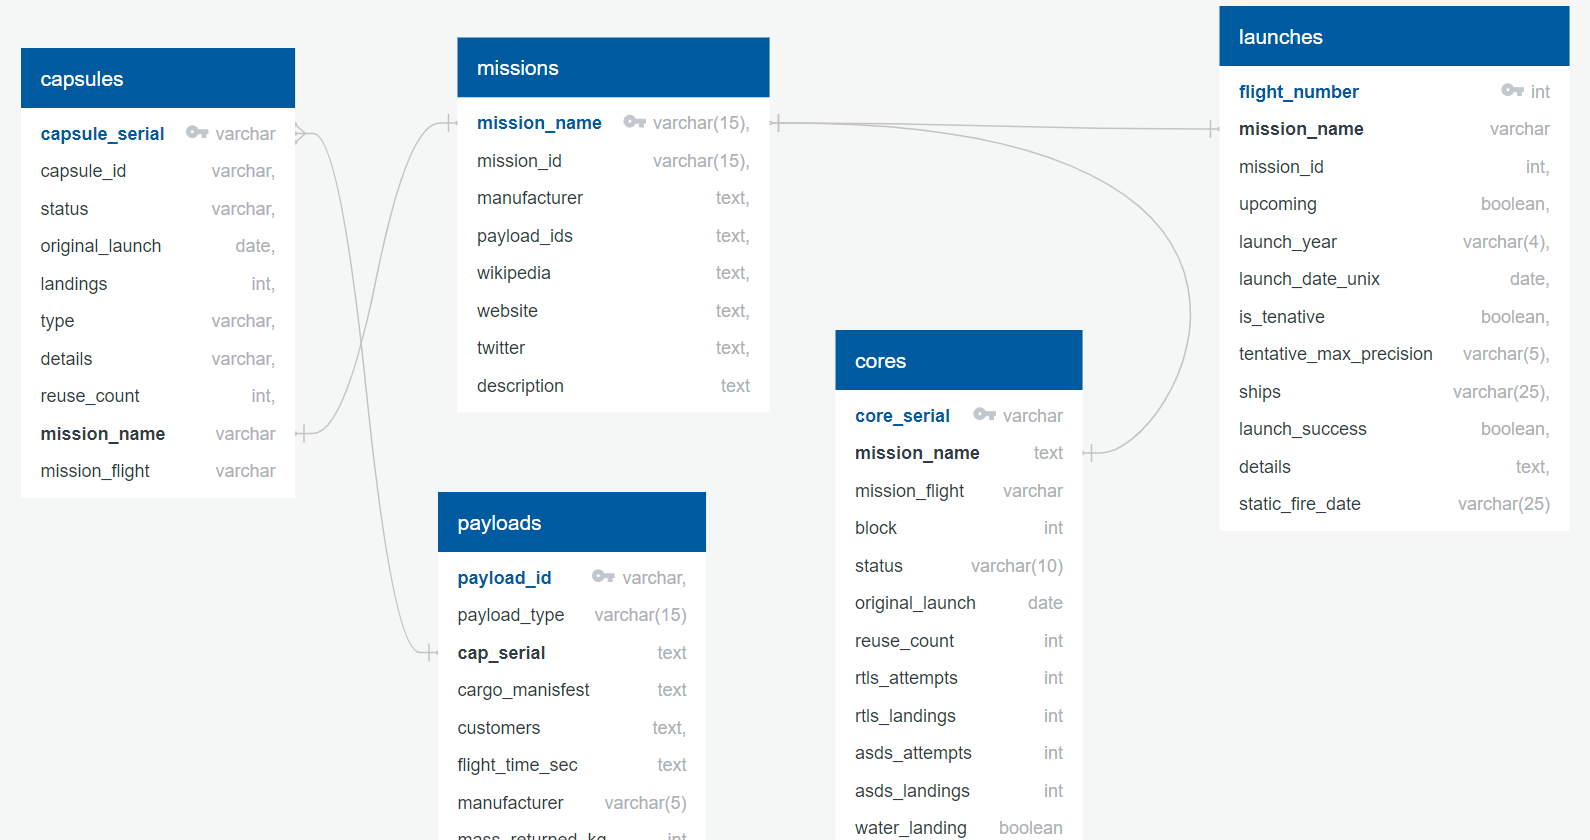 capsules
capsule_serial varchar
capsule_id varchar,
status varchar,
original_launch date,
landings int,
type varchar,
details varchar,
reuse_count int,
mission_name varchar
mission_flight varchar
missions
mission_name varchar(15),
mission_id varchar(15),
manufacturer text,
payload_ids text,
wikipedia text,
website text,
twitter text,
description text
payloads
payload_id varchar,
payload_type varchar(15)
cap_serial text
cargo_manisfest text
customers text,
flight_time_sec text
manufacturer varchar(5)
mass_returned_kg int
cores
core_serial varchar
mission_name text
mission_flight varchar
block int
status varchar(10)
original_launch date
reuse_count int
rtls_attempts int
rtls_landings int
asds_attempts int
asds_landings int
water_landing boolean
launches
flight_number int
mission_name varchar
mission_id int,
upcoming boolean,
launch_year varchar(4),
launch_date_unix date,
is_tenative boolean,
tentative_max_precision varchar(5),
ships varchar(25),
launch_success boolean,
details text,
static_fire_date varchar(25)